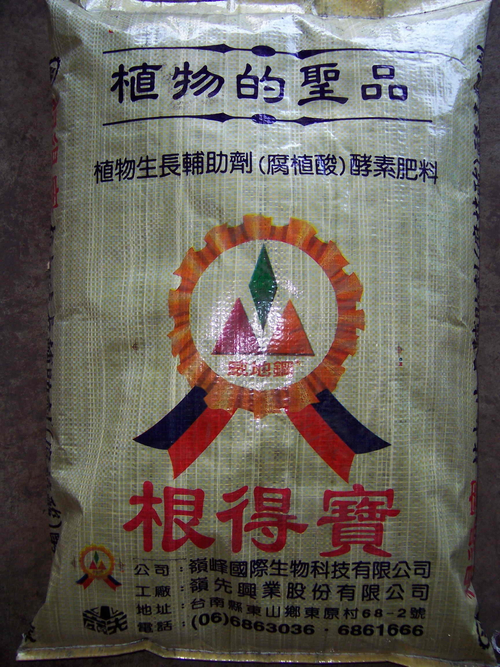 植物的聖品
植物生長輔助劑(腐植酸)酵素肥料
根得寶
公司：嶺峰國際生物科技有限公司
工廠：嶺先興業股份有限公司
地址：台南縣東山鄉東原村68-2號
電話：(06)6863036·6861666